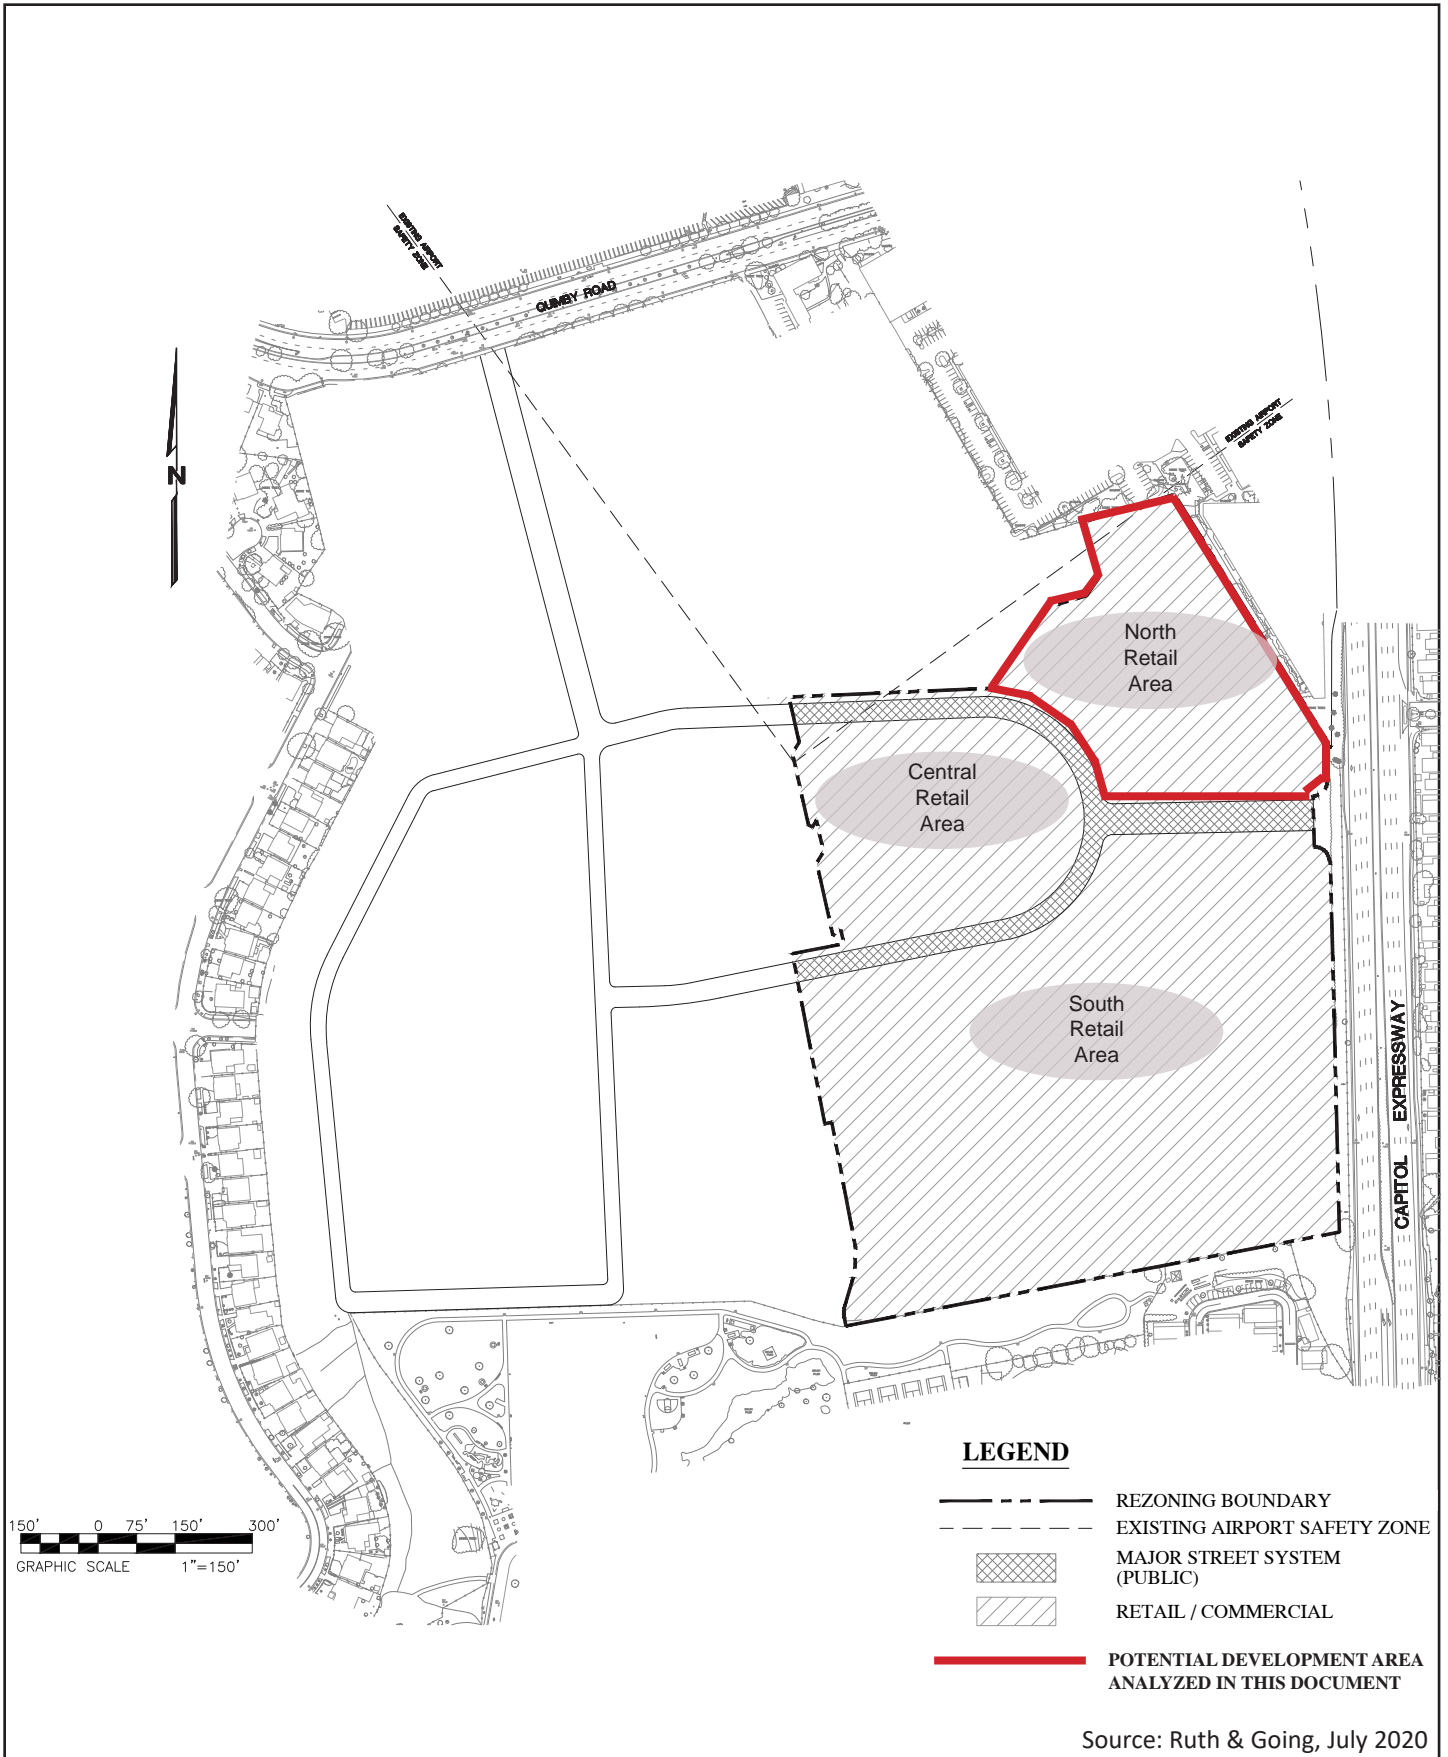 EXISTING AIRPORT
SAFETY ZONE
QUIMBY ROAD
N
EXISTING AIRPORT
SAFETY ZONE
North
Retail
Area
Central
Retail
Area
South
Retail
Area
CAPITOL EXPRESSWAY
LEGEND
REZONING BOUNDARY
EXISTING AIRPORT SAFETY ZONE
MAJOR STREET SYSTEM
(PUBLIC)
RETAIL / COMMERCIAL
POTENTIAL DEVELOPMENT AREA
ANALYZED IN THIS DOCUMENT
150' 0 75' 150' 300'
GRAPHIC SCALE 1"=150'
Source: Ruth & Going, July 2020